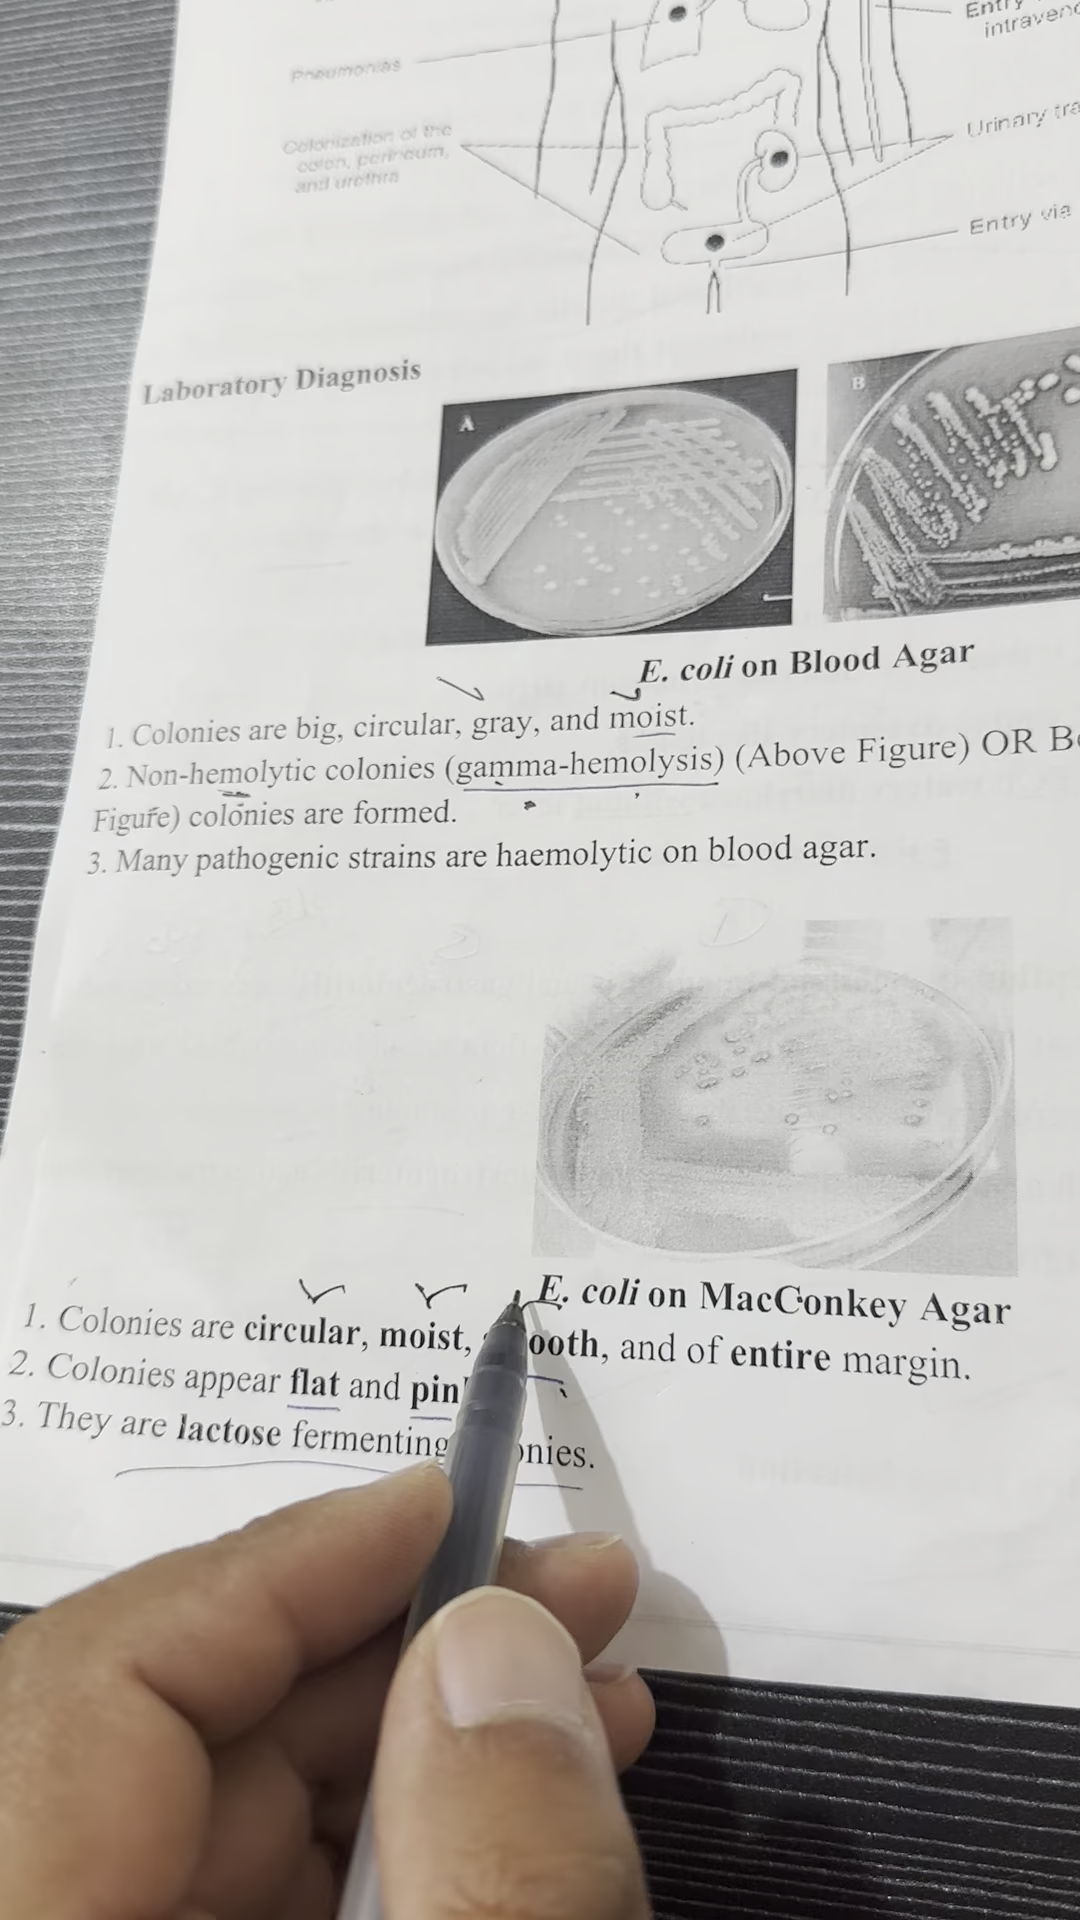 Entry
intraveno
Pneumonias
Colonization of the
colon, perineum,
and urethra
Urinary tra
Entry via
Laboratory Diagnosis
A
B
E. coli on Blood Agar
1. Colonies are big, circular, gray, and moist.
2. Non-hemolytic colonies (gamma-hemolysis) (Above Figure) OR Be
Figure) colonies are formed.
3. Many pathogenic strains are haemolytic on blood agar.
E. coli on MacConkey Agar
1. Colonies are circular, moist, ooth, and of entire margin.
2. Colonies appear flat and pin
3. They are lactose fermenting onies.